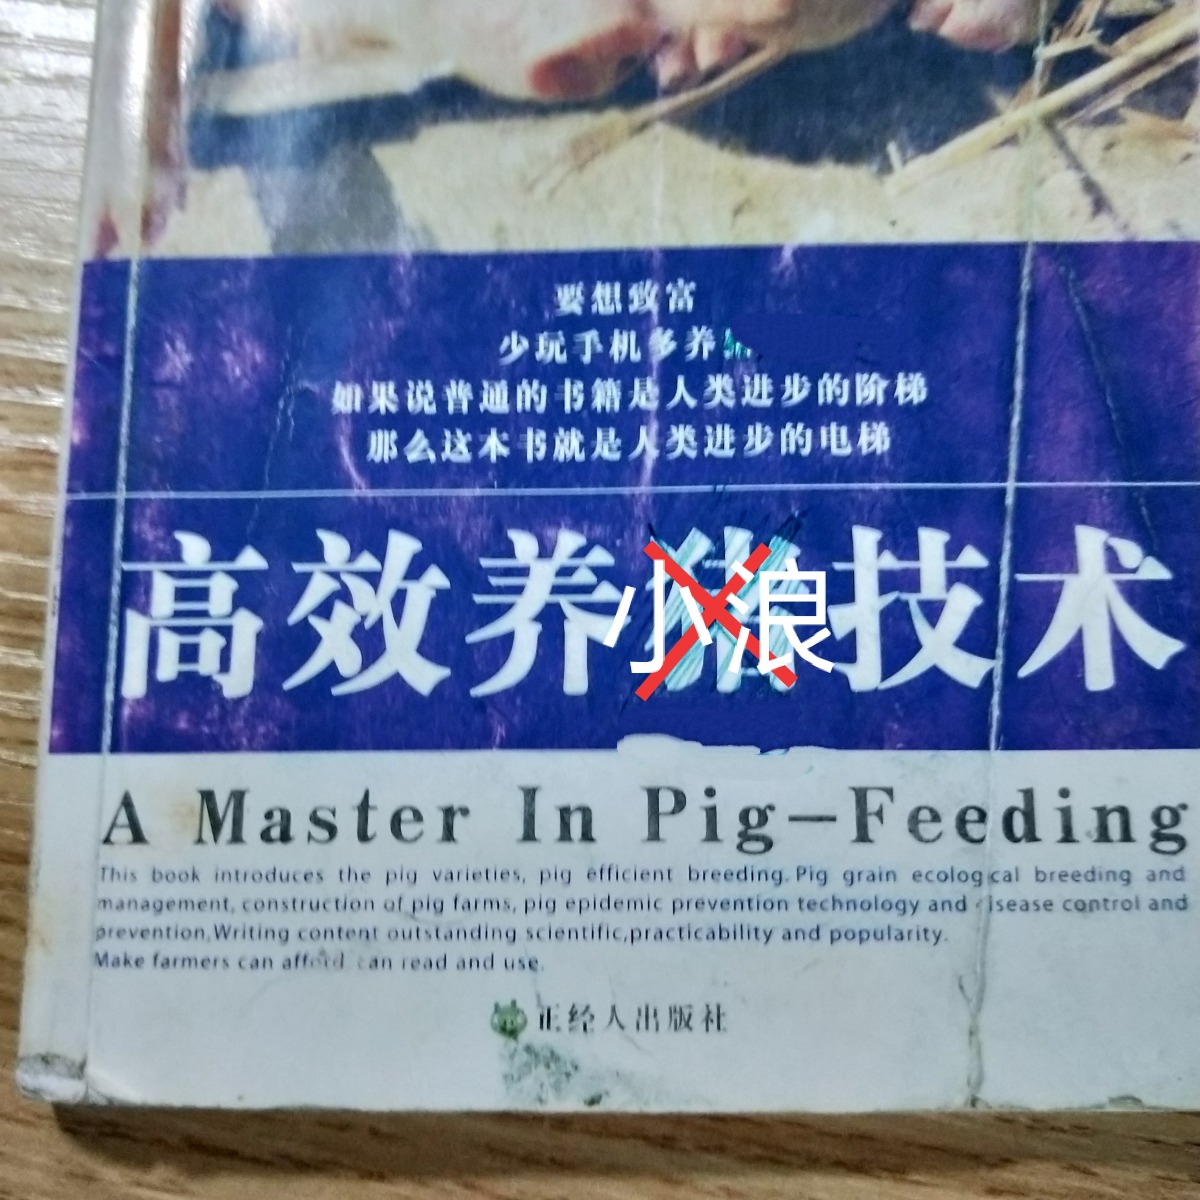 要想致富
少玩手机多养
如果说普通的书籍是人类进步的阶梯
那么这本书就是人类进步的电梯
高效养小浪技术
A Master In Pig-Feeding
This book introduces the pig varieties, pig efficient breeding. Pig grain ecological breeding and
management, construction of pig farms, pig epidemic prevention technology and disease control and
prevention,Writing content outstanding scientific,practicability and popularity.
Make farmers can afford can read and use.
正经人出版社